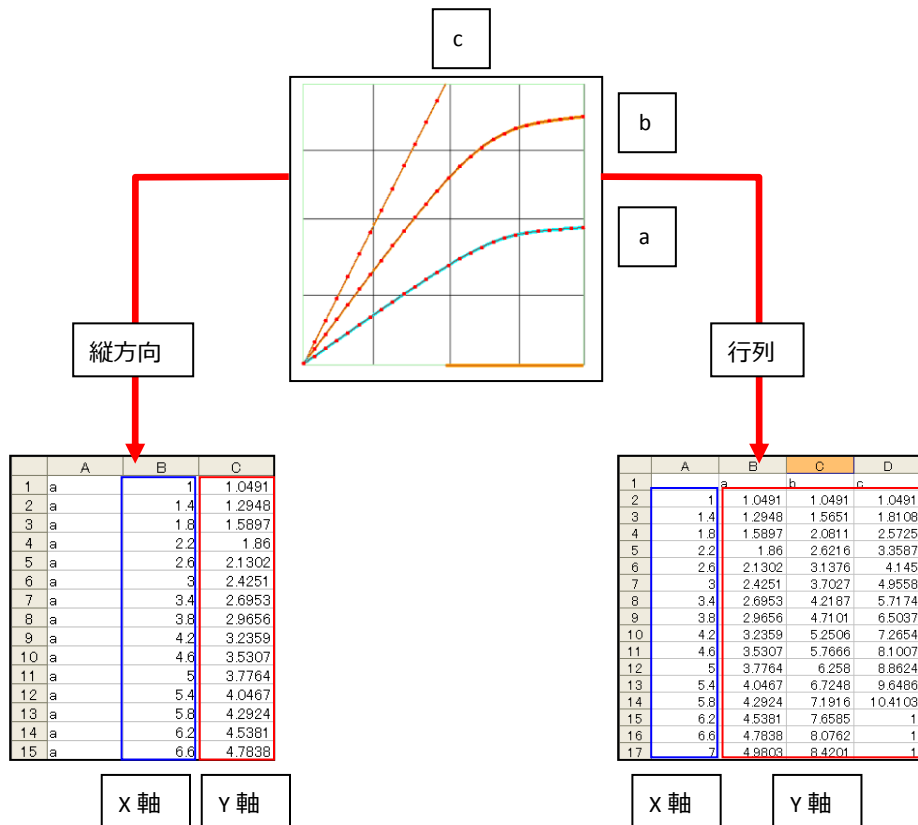 c
b
a
縦方向
行列
A B C
1 a 1 1.0491
2 a 1.4 1.2948
3 a 1.8 1.5897
4 a 2.2 1.86
5 a 2.6 2.1302
6 a 3 2.4251
7 a 3.4 2.6953
8 a 3.8 2.9656
9 a 4.2 3.2359
10 a 4.6 3.5307
11 a 5 3.7764
12 a 5.4 4.0467
13 a 5.8 4.2924
14 a 6.2 4.5381
15 a 6.6 4.7838
X 軸 Y 軸
A B C D
1 a b c
2 1 1.0491 1.0491 1.0491
3 1.4 1.2948 1.5651 1.8108
4 1.8 1.5897 2.0811 2.5725
5 2.2 1.86 2.6216 3.3587
6 2.6 2.1302 3.1376 4.145
7 3 2.4251 3.7027 4.9558
8 3.4 2.6953 4.2187 5.7174
9 3.8 2.9656 4.7101 6.5037
10 4.2 3.2359 5.2506 7.2654
11 4.6 3.5307 5.7666 8.1007
12 5 3.7764 6.258 8.8624
13 5.4 4.0467 6.7248 9.6486
14 5.8 4.2924 7.1916 10.4103
15 6.2 4.5381 7.6585 1
16 6.6 4.7838 8.0762 1
17 7 4.9803 8.4201 1
X 軸 Y 軸